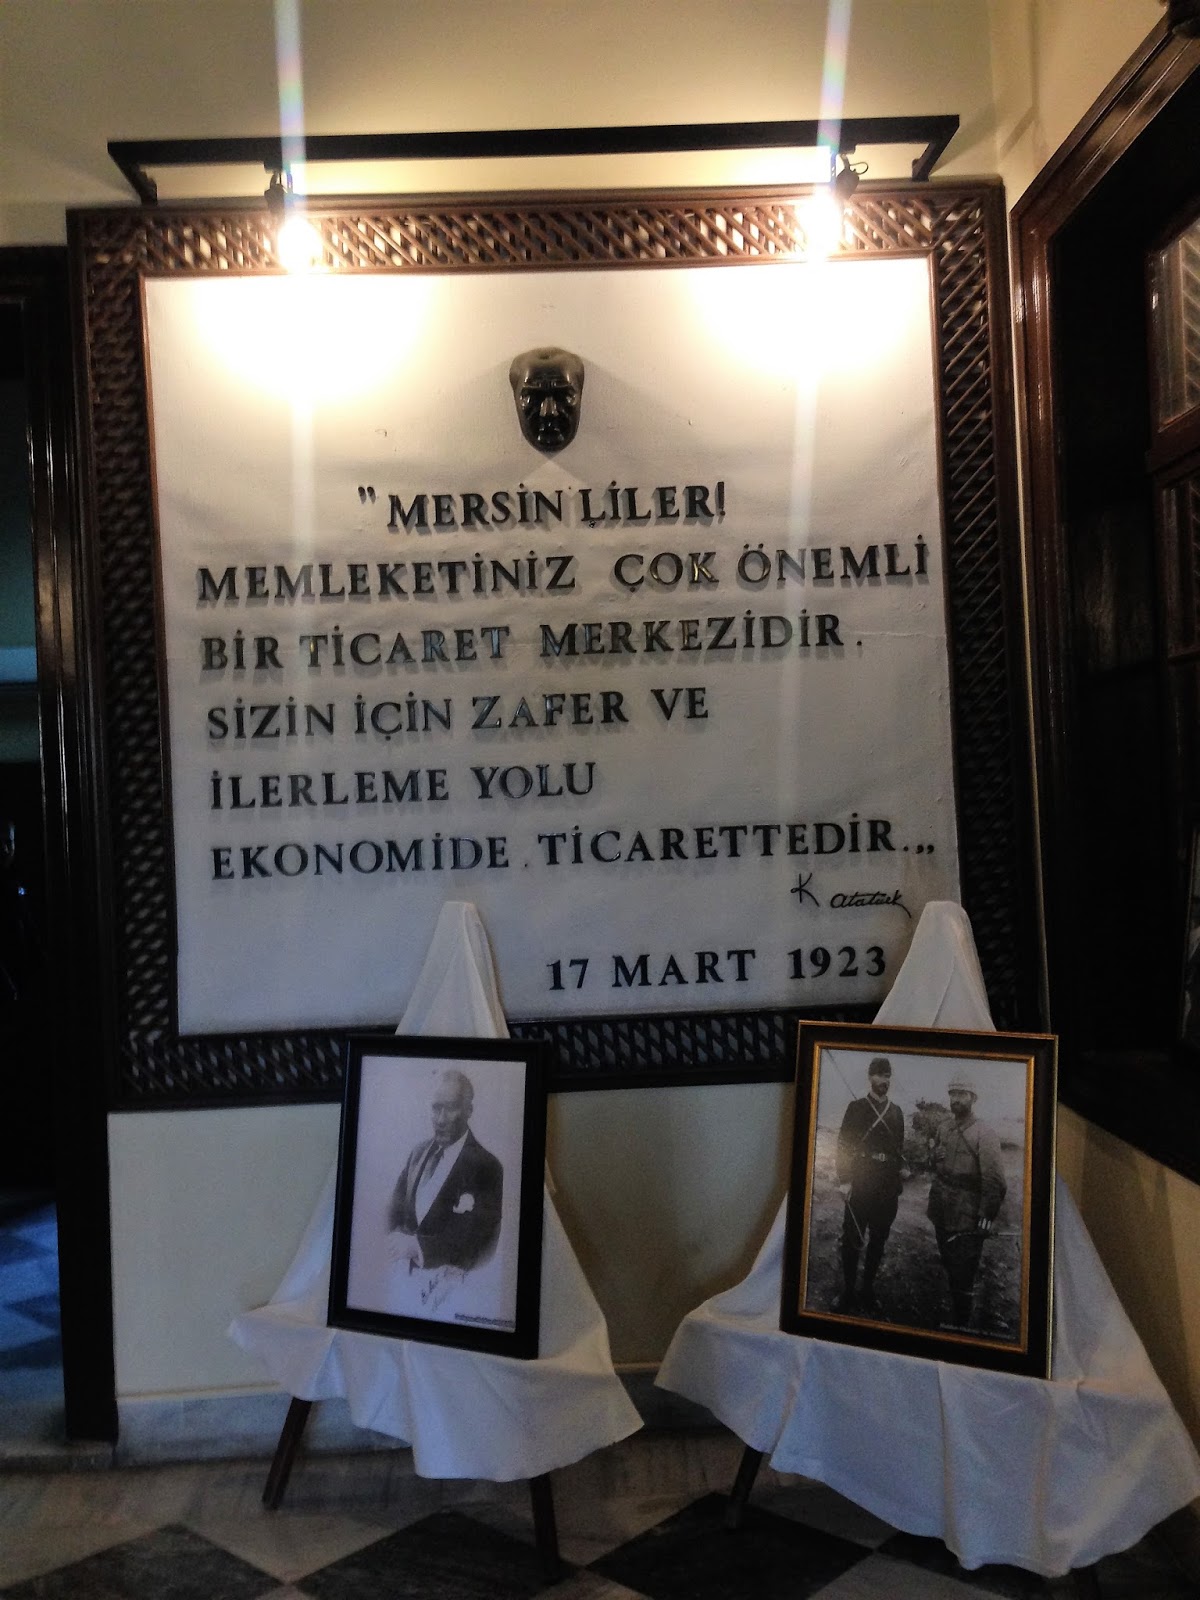 "MERSİN'LİLER!
MEMLEKETİNİZ ÇOK ÖNEMLİ
BİR TİCARET MERKEZİDİR.
SİZİN İÇİN ZAFER VE
İLERLEME YOLU
EKONOMİDE. TİCARETTEDİR..,,
K Atatürk
17 MART 1923